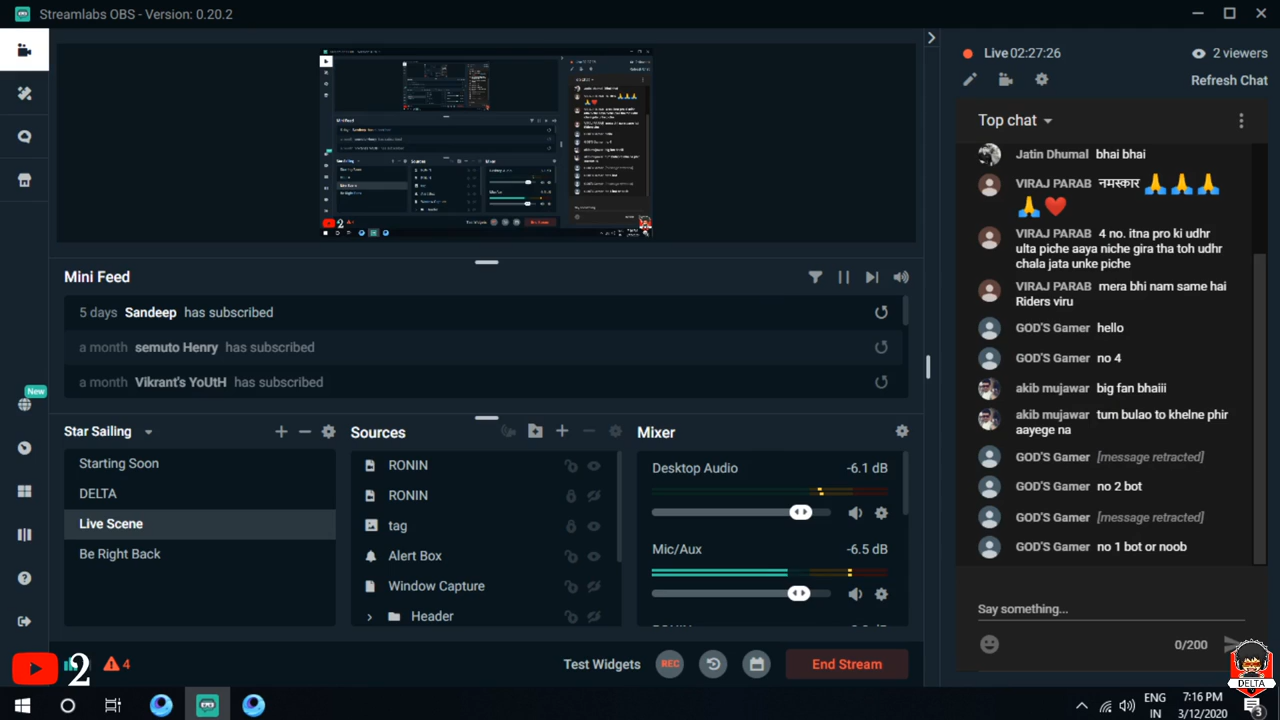 Streamlabs OBS - Version: 0.20.2
Live 02:27:26
2 viewers
Refresh Chat
Top chat
Jatin Dhumal bhai bhai
VIRAJ PARAB नमस्कार 🙏🙏🙏
🙏❤️
VIRAJ PARAB 4 no. itna pro ki udhr
ulta piche aaya niche gira tha toh udhr
chala jata unke piche
VIRAJ PARAB mera bhi nam same hai
Riders viru
GOD'S Gamer hello
GOD'S Gamer no 4
akib mujawar big fan bhaiii
akib mujawar tum bulao to khelne phir
aayege na
GOD'S Gamer [message retracted]
GOD'S Gamer no 2 bot
GOD'S Gamer [message retracted]
GOD'S Gamer no 1 bot or noob
Say something...
0/200
Mini Feed
5 days Sandeep has subscribed
a month semuto Henry has subscribed
a month Vikrant's YoUtH has subscribed
New
Star Sailing
Starting Soon
DELTA
Live Scene
Be Right Back
Sources
RONIN
RONIN
tag
Alert Box
Window Capture
Header
Mixer
Desktop Audio -6.1 dB
Mic/Aux -6.5 dB
2
4
Test Widgets
REC
End Stream
DELTA
ENG
IN
7:16 PM
3/12/2020
3